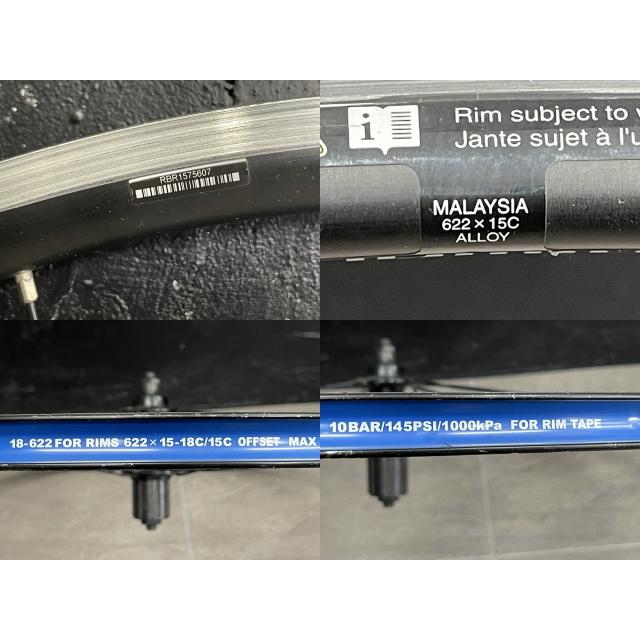 RBR1575607
Rim subject to
Jante sujet à l'u
MALAYSIA
622 × 15C
ALLOY
18-622 FOR RIMS 622 × 15-18C/15C OFFSET MAX
10BAR/145PSI/1000kPa FOR RIM TAPE